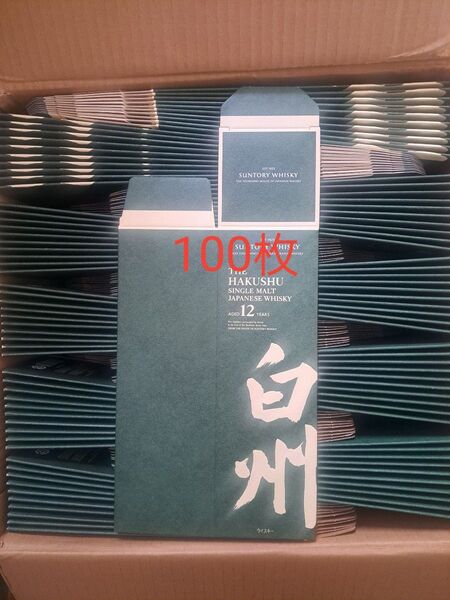 SUNTORY WHISKY
SUNTORY WHISKY
100枚
THE
HAKUSHU
SINGLE MALT
JAPANESE WHISKY
AGED 12 YEARS
白州
ウイスキー